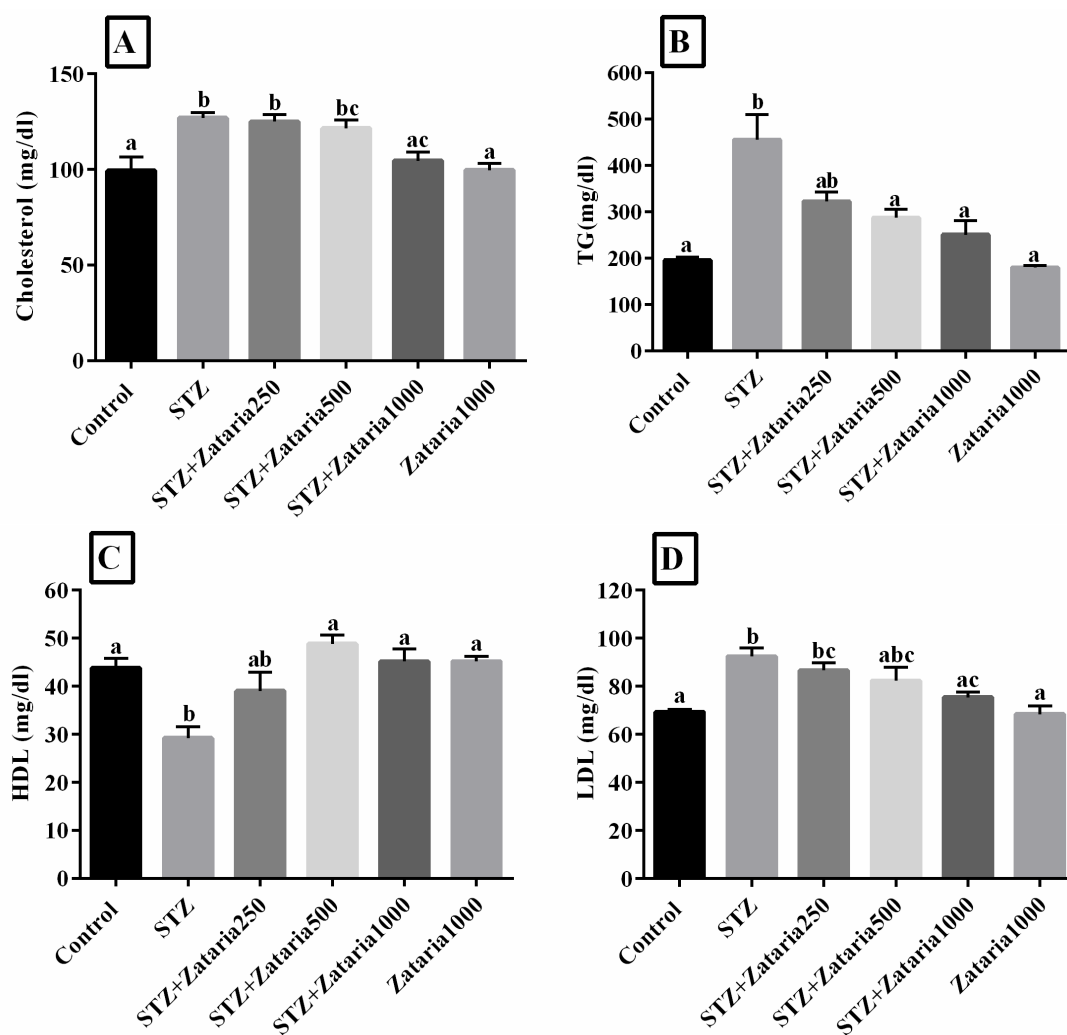 A
Cholesterol (mg/dl)
150
100
50
0
a
b
b
bc
ac
a
Control
STZ
STZ+Zataria250
STZ+Zataria500
STZ+Zataria1000
Zataria1000
B
TG(mg/dl)
600
500
400
300
200
100
0
a
b
ab
a
a
a
Control
STZ
STZ+Zataria250
STZ+Zataria500
STZ+Zataria1000
Zataria1000
C
HDL (mg/dl)
60
50
40
30
20
10
0
a
b
ab
a
a
a
Control
STZ
STZ+Zataria250
STZ+Zataria500
STZ+Zataria1000
Zataria1000
D
LDL (mg/dl)
120
100
80
60
40
20
0
a
b
bc
abc
ac
a
Control
STZ
STZ+Zataria250
STZ+Zataria500
STZ+Zataria1000
Zataria1000